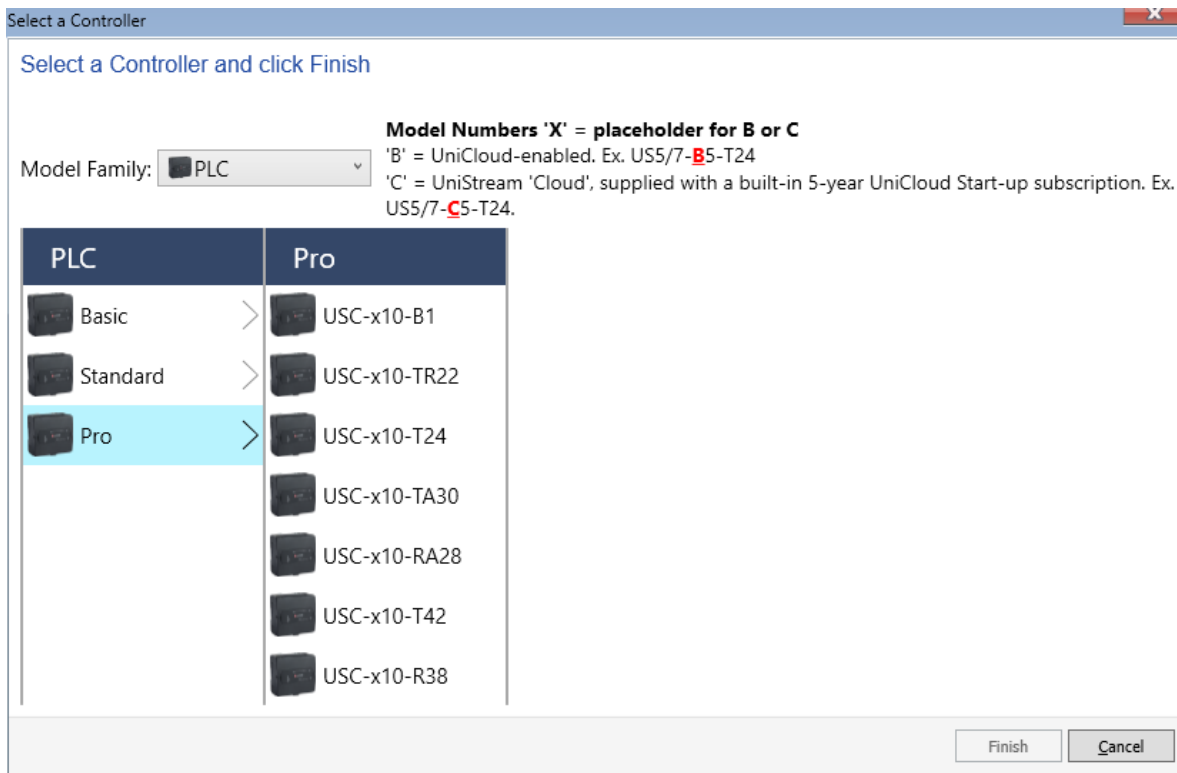 Select a Controller
Select a Controller and click Finish
Model Family: PLC
Model Numbers 'X' = placeholder for B or C
'B' = UniCloud-enabled. Ex. US5/7-B5-T24
'C' = UniStream 'Cloud', supplied with a built-in 5-year UniCloud Start-up subscription. Ex.
US5/7-C5-T24.
PLC
Basic
Standard
Pro
Pro
USC-x10-B1
USC-x10-TR22
USC-x10-T24
USC-x10-TA30
USC-x10-RA28
USC-x10-T42
USC-x10-R38
Finish
Cancel